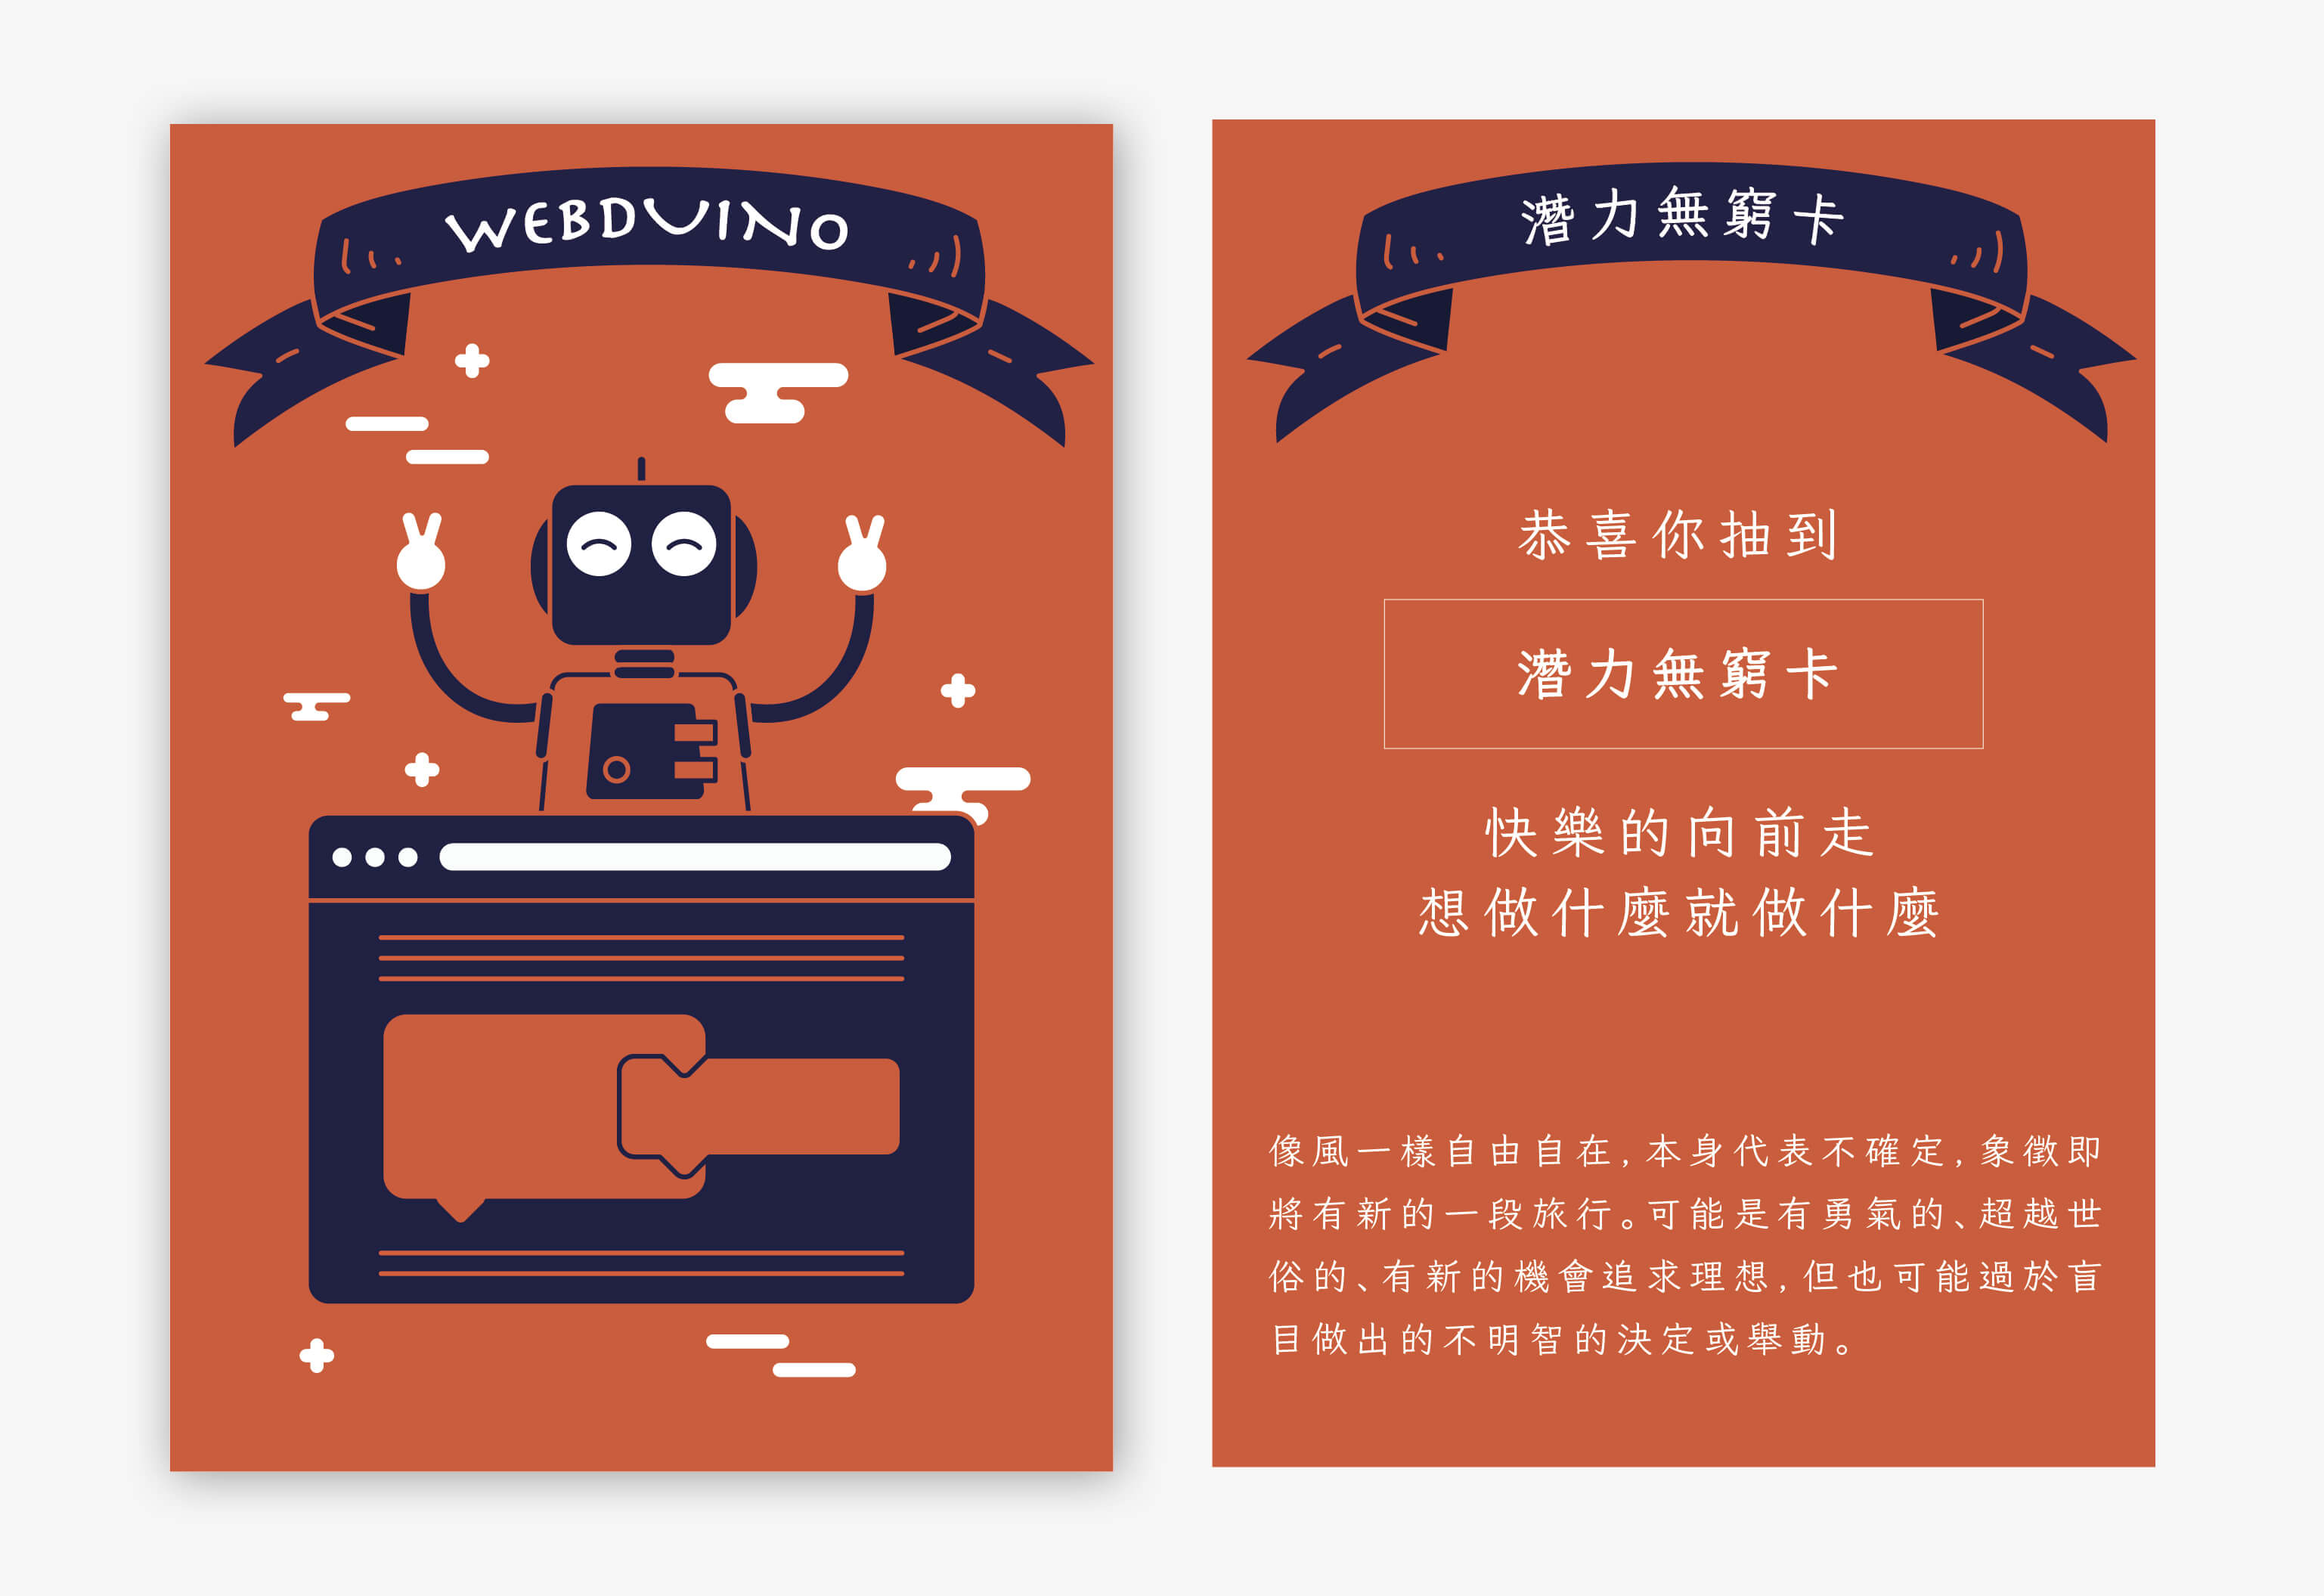 WEBDUINO
潛力無窮卡
恭喜你抽到
潛力無窮卡
快樂的向前走
想做什麼就做什麼
像風一樣自由自在，本身代表不確定，象徵即
將有新的一段旅行。可能是有勇氣的、超越世
俗的、有新的機會追求理想，但也可能過於盲
目做出的不明智的決定或舉動。